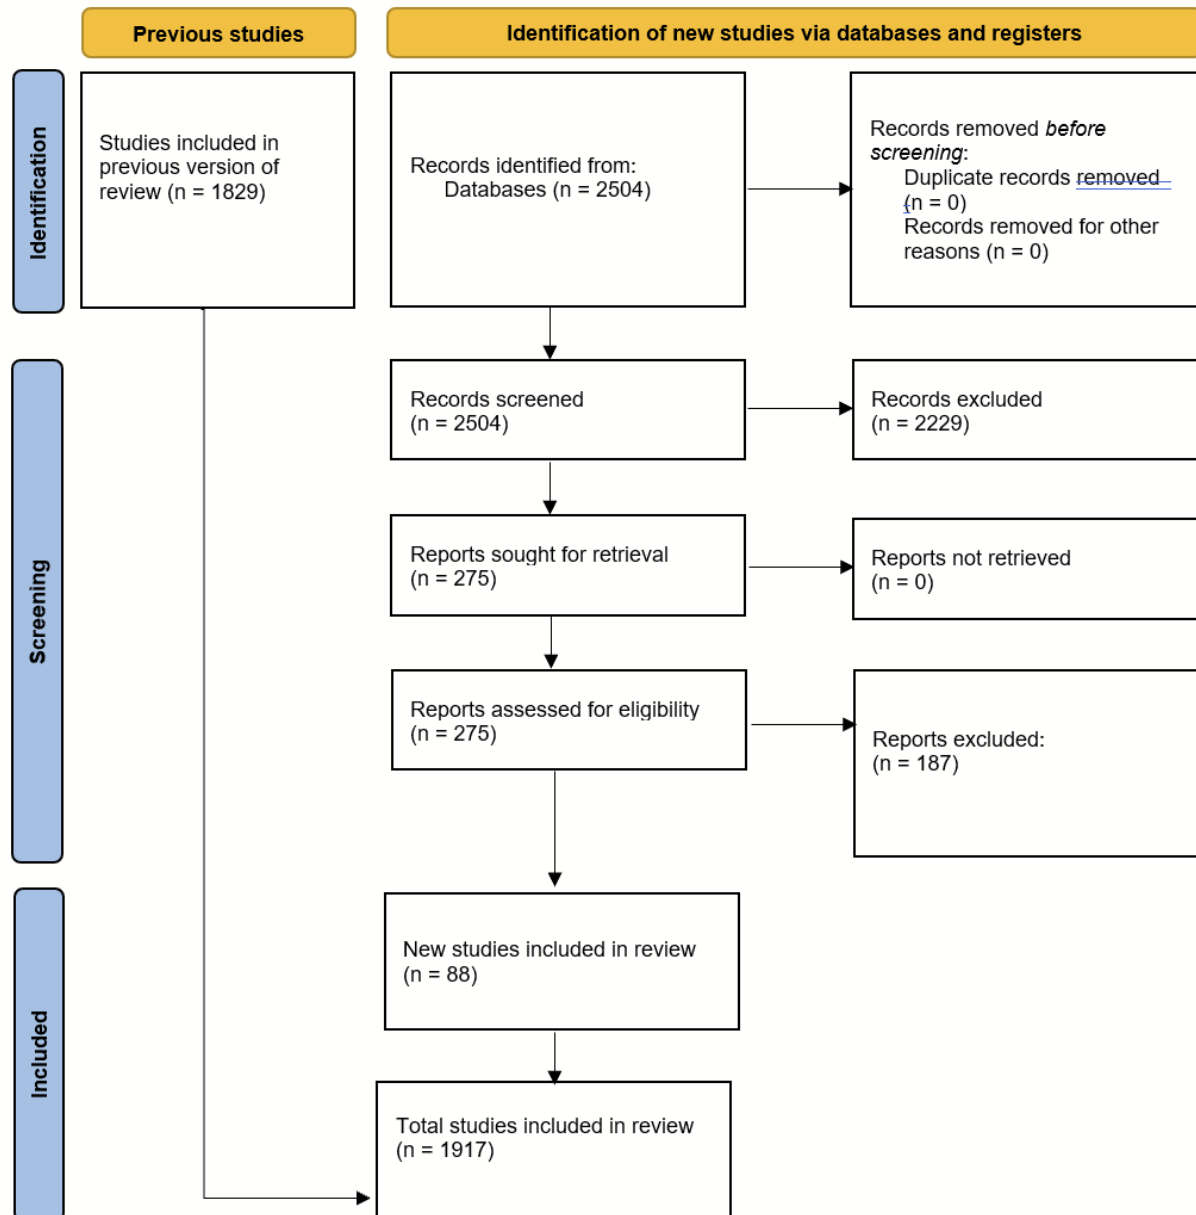 Previous studies
Identification of new studies via databases and registers
Identification
Studies included in
previous version of
review (n = 1829)
Records identified from:
Databases (n = 2504)
Records removed before
screening:
Duplicate records removed
(n = 0)
Records removed for other
reasons (n = 0)
Screening
Records screened
(n = 2504)
Records excluded
(n = 2229)
Reports sought for retrieval
(n = 275)
Reports not retrieved
(n = 0)
Reports assessed for eligibility
(n = 275)
Reports excluded:
(n = 187)
Included
New studies included in review
(n = 88)
Total studies included in review
(n = 1917)